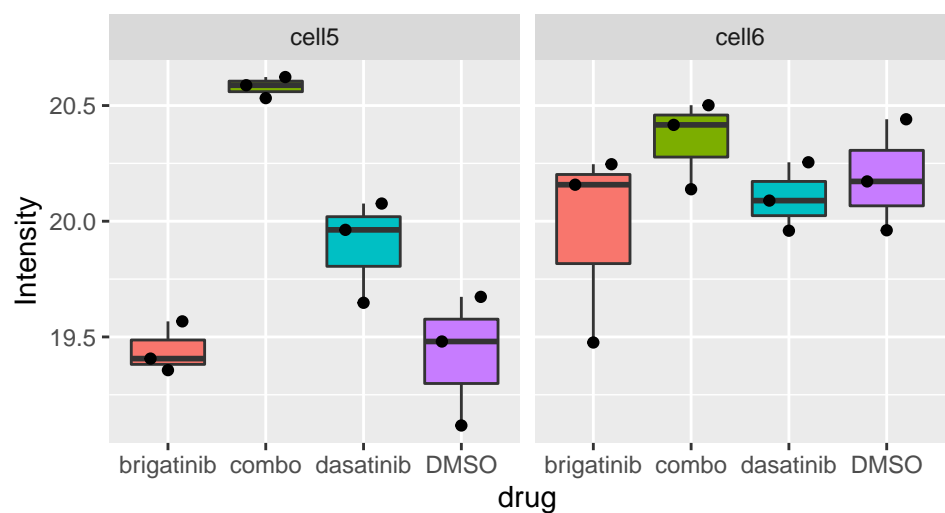 cell5 cell6
20.5
20.0
19.5
Intensity
brigatinib combo dasatinib DMSO brigatinib combo dasatinib DMSO
drug